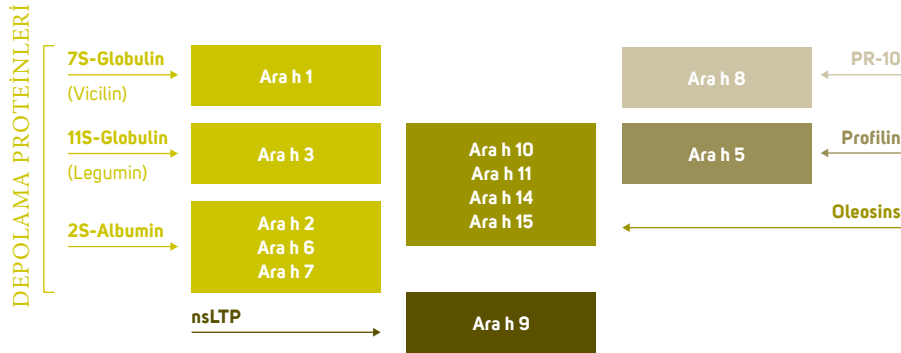 DEPOLAMA PROTEİNLERİ
7S-Globulin
(Vicilin)
Ara h 1
11S-Globulin
(Legumin)
Ara h 3
2S-Albumin
Ara h 2
Ara h 6
Ara h 7
nsLTP
Ara h 9
Ara h 10
Ara h 11
Ara h 14
Ara h 15
Ara h 8
PR-10
Ara h 5
Profilin
Oleosins